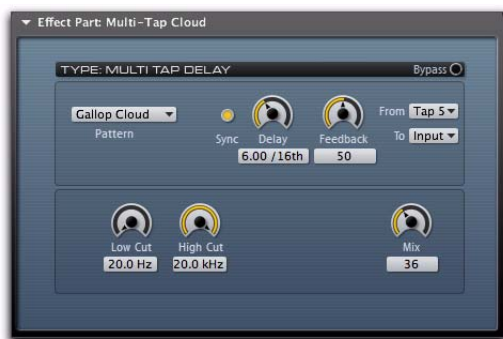 Effect Part: Multi-Tap Cloud
TYPE: MULTI TAP DELAY Bypass
Gallop Cloud
Pattern
Sync
Delay
6.00 /16th
Feedback
50
From Tap 5
To Input
Low Cut
20.0 Hz
High Cut
20.0 kHz
Mix
36